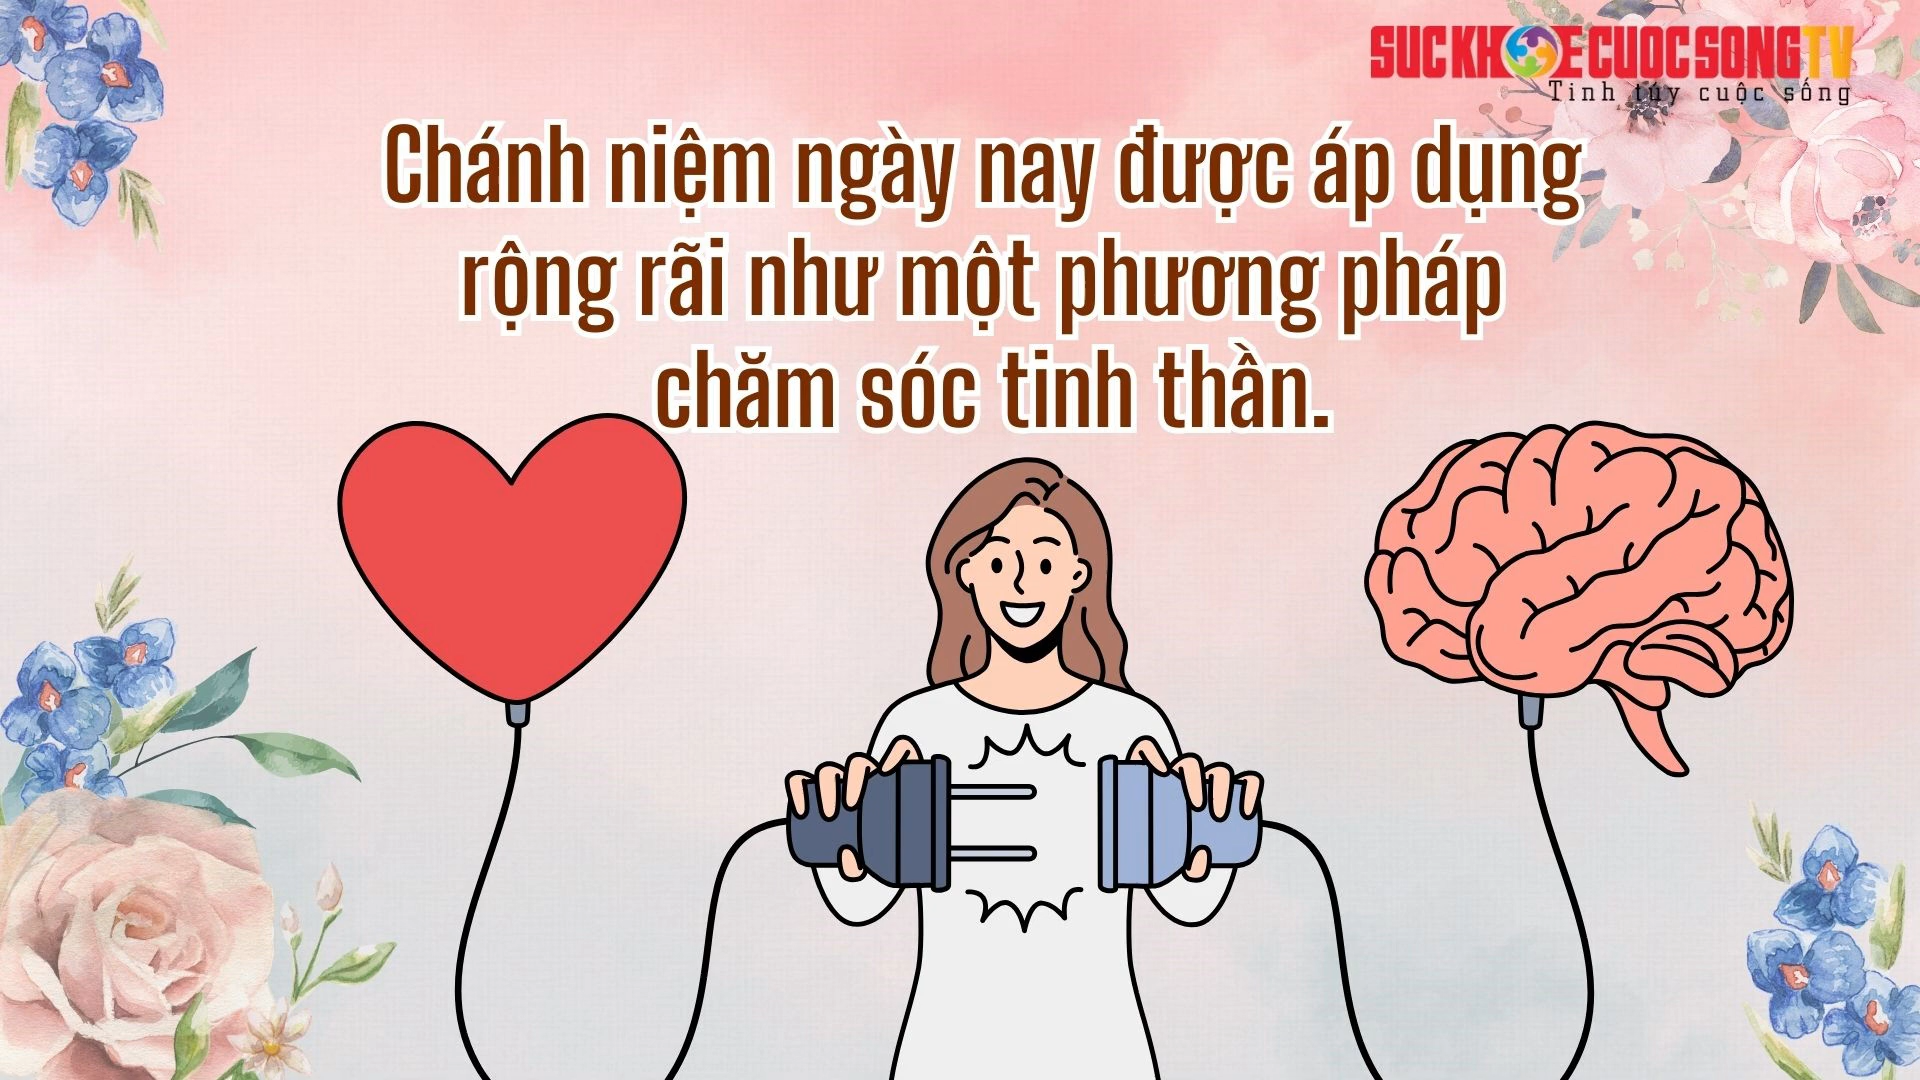 SUCKHOECUOCSONGTV
Tinh túy cuộc sống
Chánh niệm ngày nay được áp dụng
rộng rãi như một phương pháp
chăm sóc tinh thần.